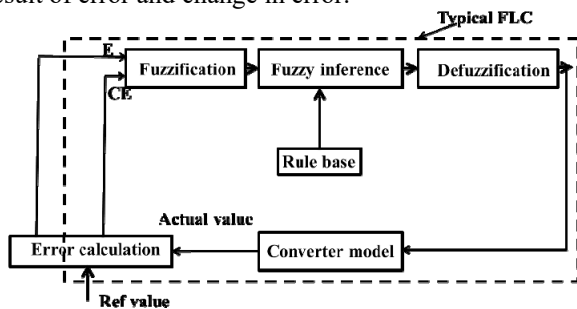 result of error and change in error.
Typical FLC
E
Fuzzification
Fuzzy inference
Defuzzification
CE
Rule base
Actual value
Error calculation
Converter model
Ref value